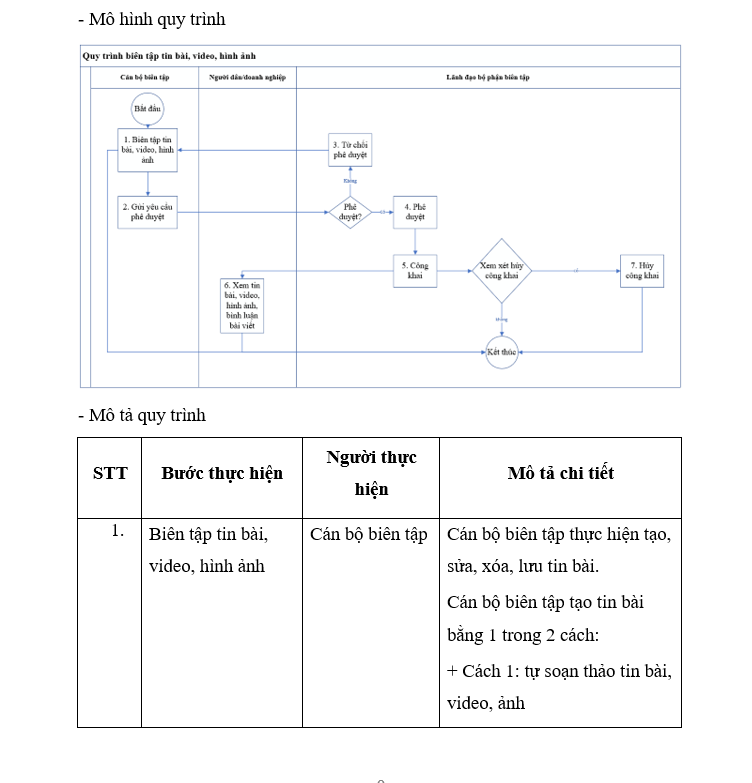 - Mô hình quy trình
Quy trình biên tập tin bài, video, hình ảnh
Cán bộ biên tập
Người dân/doanh nghiệp
Lãnh đạo bộ phận biên tập
Bắt đầu
1. Biên tập tin
bài, video, hình
ảnh
2. Gửi yêu cầu
phê duyệt
3. Từ chối
phê duyệt
Không
Phê
duyệt?
có
4. Phê
duyệt
5. Công
khai
Xem xét hủy
công khai
có
7. Hủy
công khai
6. Xem tin
bài, video,
hình ảnh,
bình luận
bài viết
không
Kết thúc
- Mô tả quy trình
STT
Bước thực hiện
Người thực
hiện
Mô tả chi tiết
1.
Biên tập tin bài,
video, hình ảnh
Cán bộ biên tập
Cán bộ biên tập thực hiện tạo,
sửa, xóa, lưu tin bài.
Cán bộ biên tập tạo tin bài
bằng 1 trong 2 cách:
+ Cách 1: tự soạn thảo tin bài,
video, ảnh